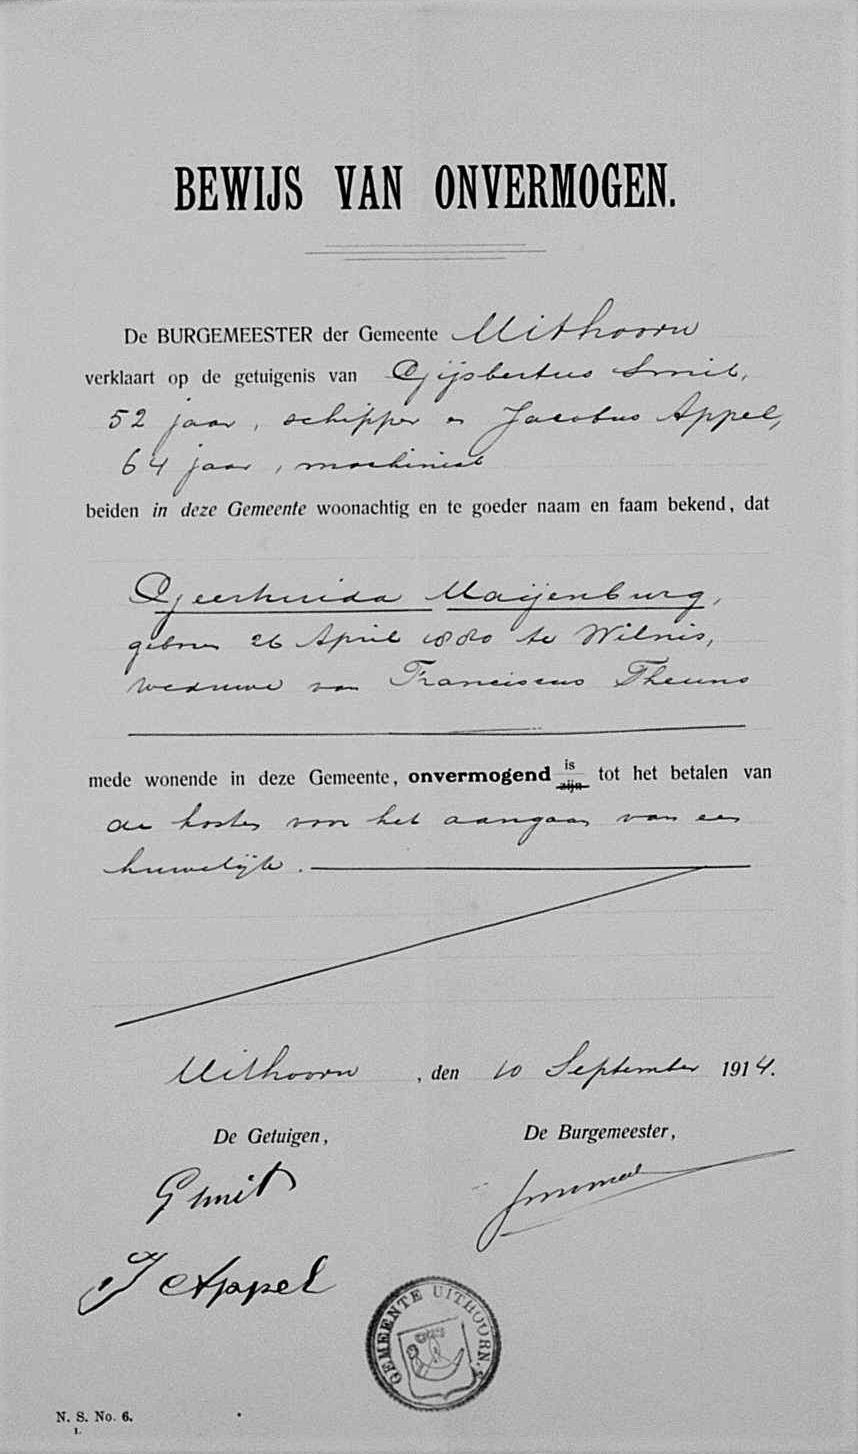 BEWIJS VAN ONVERMOGEN.
De BURGEMEESTER der Gemeente Uithoorn
verklaart op de getuigenis van Gijsbertus Smit,
52 jaar, schipper en Jacobus Appel,
64 jaar, machinist
beiden in deze Gemeente woonachtig en te goeder naam en faam bekend, dat
Geertruida Maijenburg,
geboren 26 April 1880 te Wilnis,
weduwe van Franciscus Theuns
mede wonende in deze Gemeente, onvermogend is zijn tot het betalen van
de kosten voor het aangaan van een
huwelijk.
Uithoorn, den 10 September 1914.
De Getuigen,
De Burgemeester,
GSmit
J Appel
GEMEENTE UITHOORN
N. S. No. 6.
1.